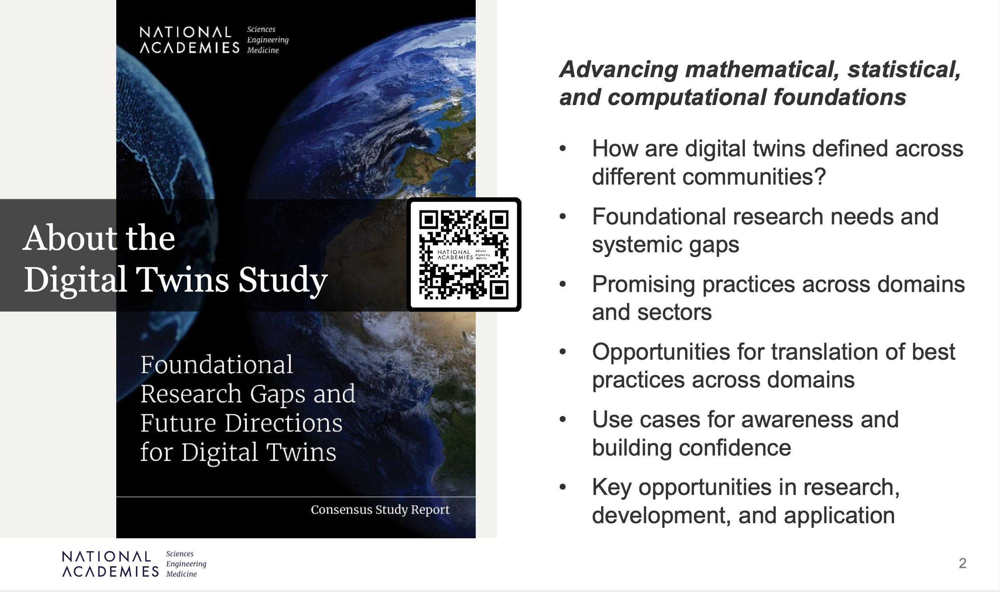 NATIONAL
ACADEMIES
Sciences
Engineering
Medicine
About the
Digital Twins Study
NATIONAL
ACADEMIES
Sciences
Engineering
Medicine
Foundational
Research Gaps and
Future Directions
for Digital Twins
Consensus Study Report
Advancing mathematical, statistical,
and computational foundations
• How are digital twins defined across
different communities?
• Foundational research needs and
systemic gaps
• Promising practices across domains
and sectors
• Opportunities for translation of best
practices across domains
• Use cases for awareness and
building confidence
• Key opportunities in research,
development, and application
NATIONAL
ACADEMIES
Sciences
Engineering
Medicine
2